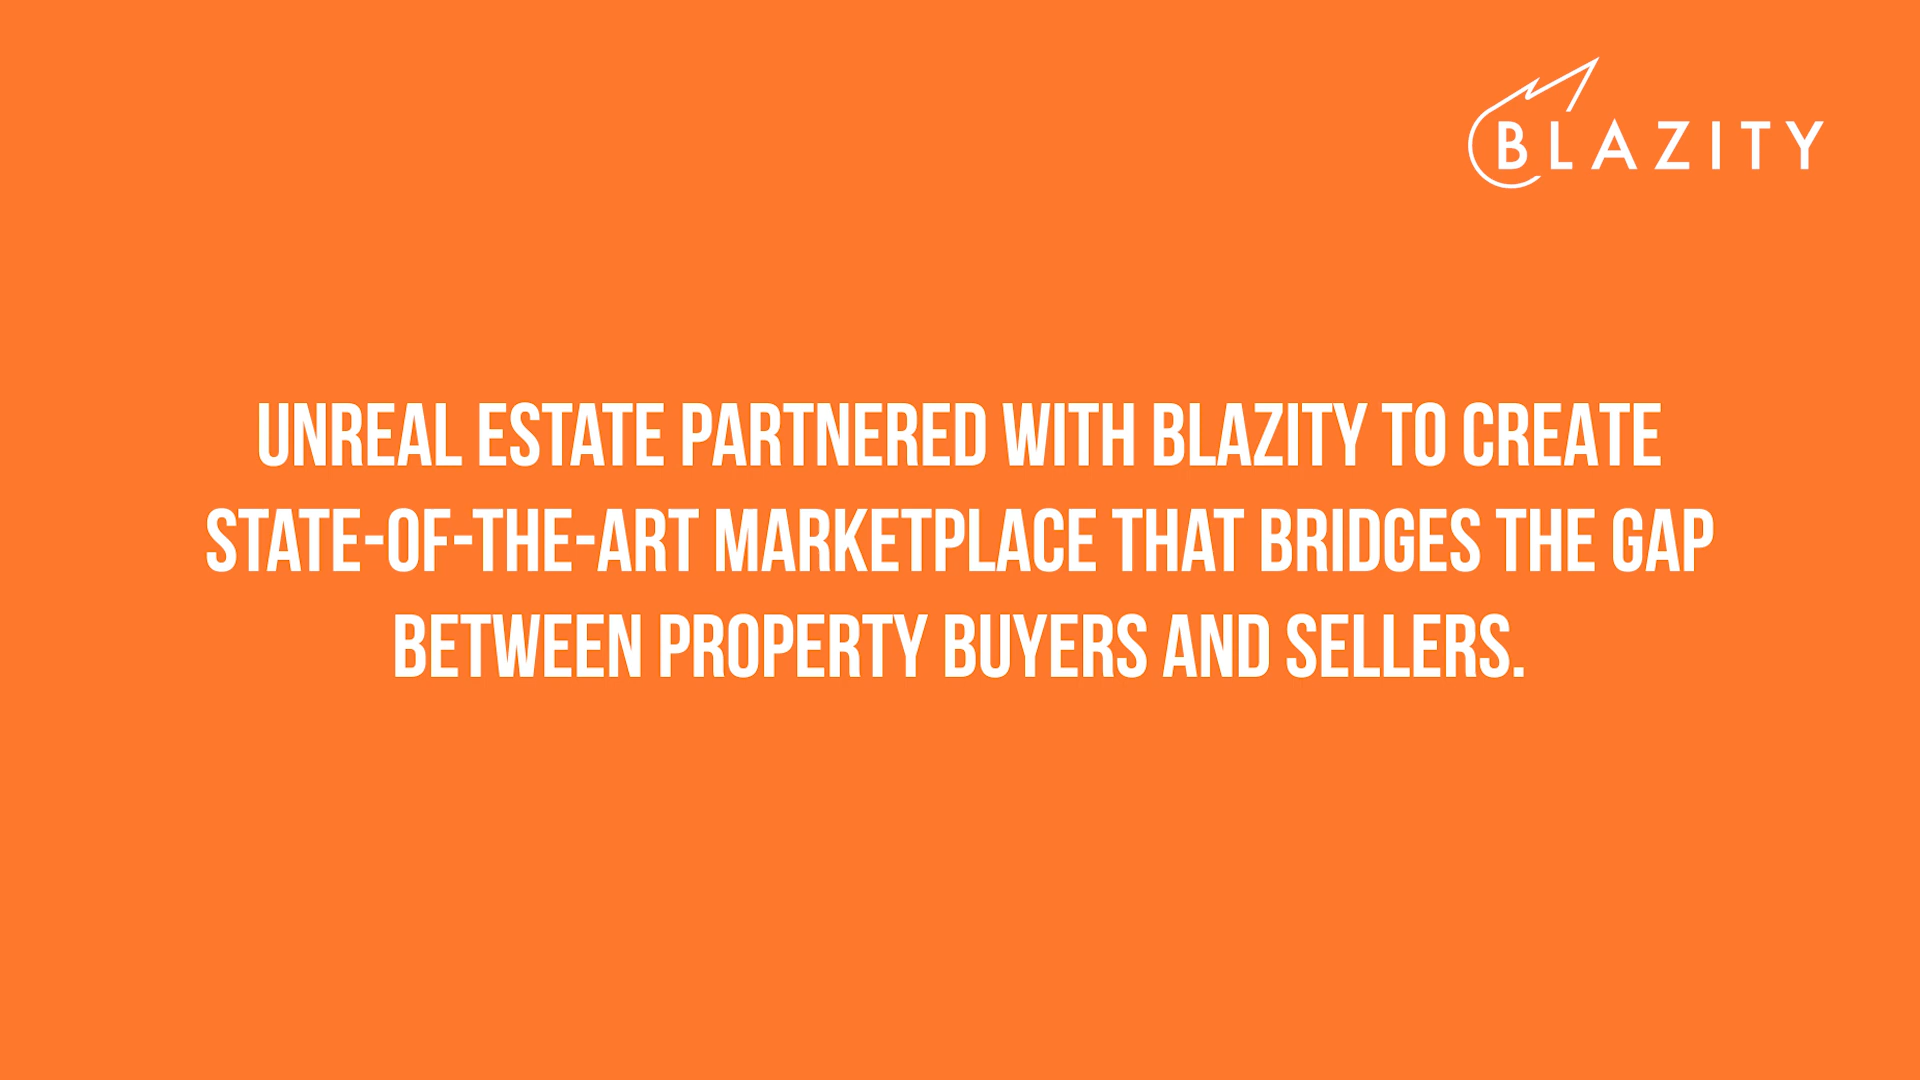 BLAZITY
UNREAL ESTATE PARTNERED WITH BLAZITY TO CREATE
STATE-OF-THE-ART MARKETPLACE THAT BRIDGES THE GAP
BETWEEN PROPERTY BUYERS AND SELLERS.